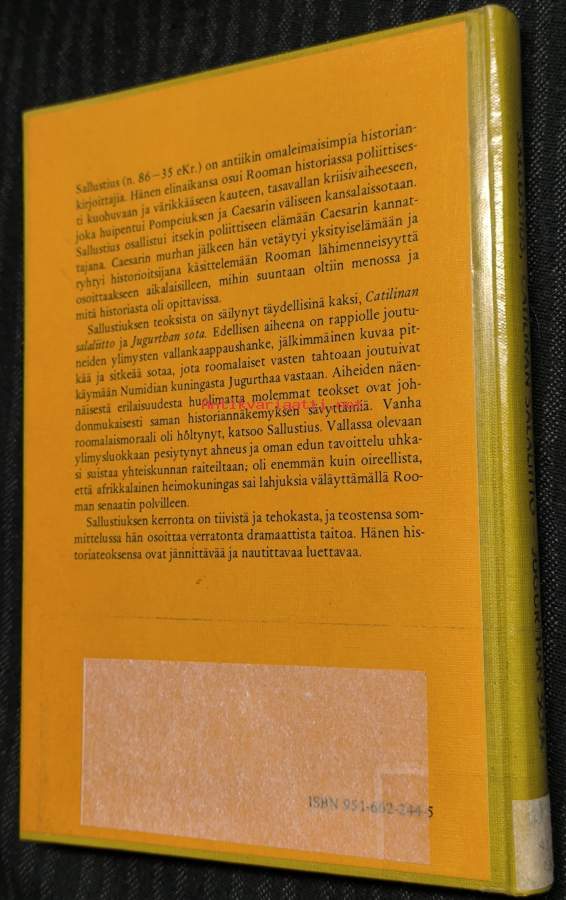 Sallustius (n. 86—35 eKr.) on antiikin omaleimaisimpia historian-
kirjoittajia. Hänen elinaikansa osui Rooman historiassa poliittises-
ti kuohuvaan ja värikkääseen kauteen, tasavallan kriisivaiheeseen,
joka huipentui Pompeiuksen ja Caesarin väliseen kansalaissotaan.
Sallustius osallistui itsekin poliittiseen elämään Caesarin kannat-
tajana. Caesarin murhan jälkeen hän vetäytyi yksityiselämään ja
ryhtyi historioitsijana käsittelemään Rooman lähimenneisyyttä
osoittaakseen aikalaisilleen, mihin suuntaan oltiin menossa ja
mitä historiasta oli opittavissa.
Sallustiuksen teoksista on säilynyt täydellisinä kaksi, Catilinan
salaliitto ja Jugurthan sota. Edellisen aiheena on rappiolle joutu-
neiden ylimysten vallankaappaushanke, jälkimmäinen kuvaa pit-
kää ja sitkeää sotaa, jota roomalaiset vasten tahtoaan joutuivat
käymään Numidian kuningasta Jugurthaa vastaan. Aiheiden näen-
näisestä erilaisuudesta huolimatta molemmat teokset ovat joh-
donmukaisesti saman historiannäkemyksen sävyttämiä. Vanha
roomalaismoraali oli höltynyt, katsoo Sallustius. Vallassa olevaan
ylimysluokkaan pesiytynyt ahneus ja oman edun tavoittelu uhka-
si suistaa yhteiskunnan raiteiltaan; oli enemmän kuin oireellista,
että afrikkalainen heimokuningas sai lahjuksia väläyttämällä Roo-
man senaatin polvilleen.
Sallustiuksen kerronta on tiivistä ja tehokasta, ja teostensa som-
mittelussa hän osoittaa verratonta dramaattista taitoa. Hänen his-
toriateoksensa ovat jännittävää ja nautittavaa luettavaa.
ISBN 951-662-244-5
SALLUSTIUS, CATILINAN SALALIITTO JUGURTHAN SOTA